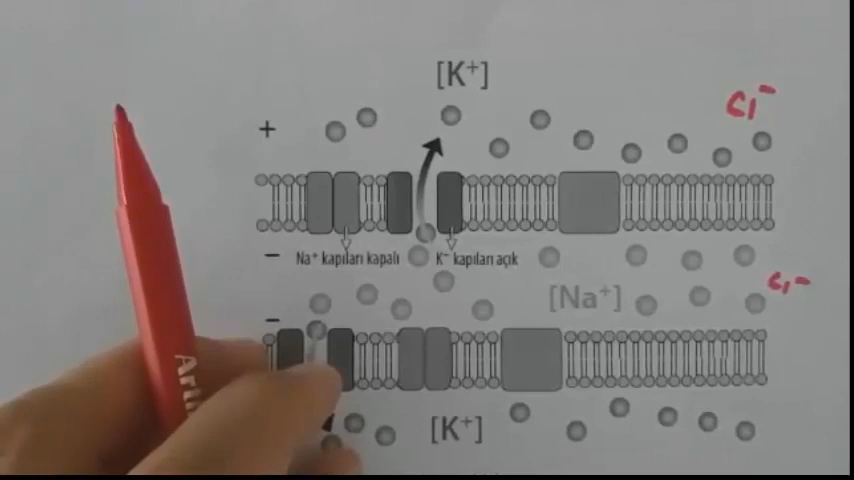 [K⁺]
Cl⁻
+
− Na⁺ kapıları kapalı K⁺ kapıları açık
[Na⁺]
Cl⁻
−
[K⁺]